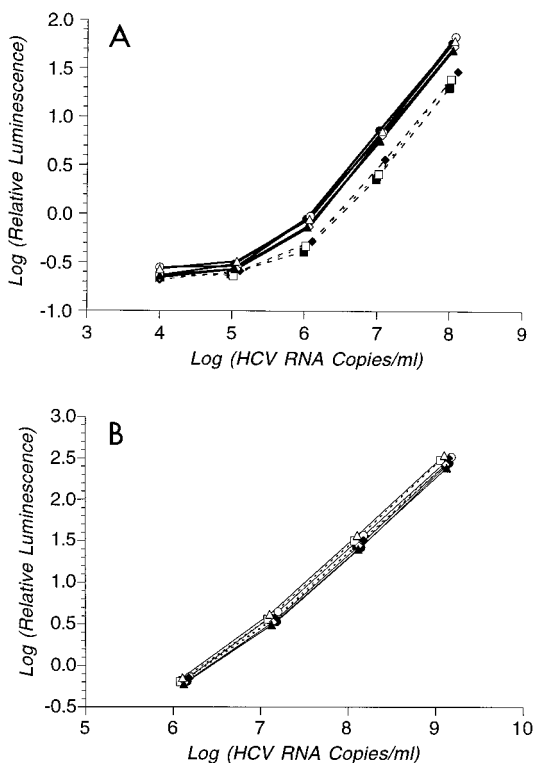 A
2.0
1.5
1.0
0.5
0.0
-0.5
-1.0
Log (Relative Luminescence)
3 4 5 6 7 8 9
Log (HCV RNA Copies/ml)
B
3.0
2.5
2.0
1.5
1.0
0.5
0.0
-0.5
Log (Relative Luminescence)
5 6 7 8 9 10
Log (HCV RNA Copies/ml)